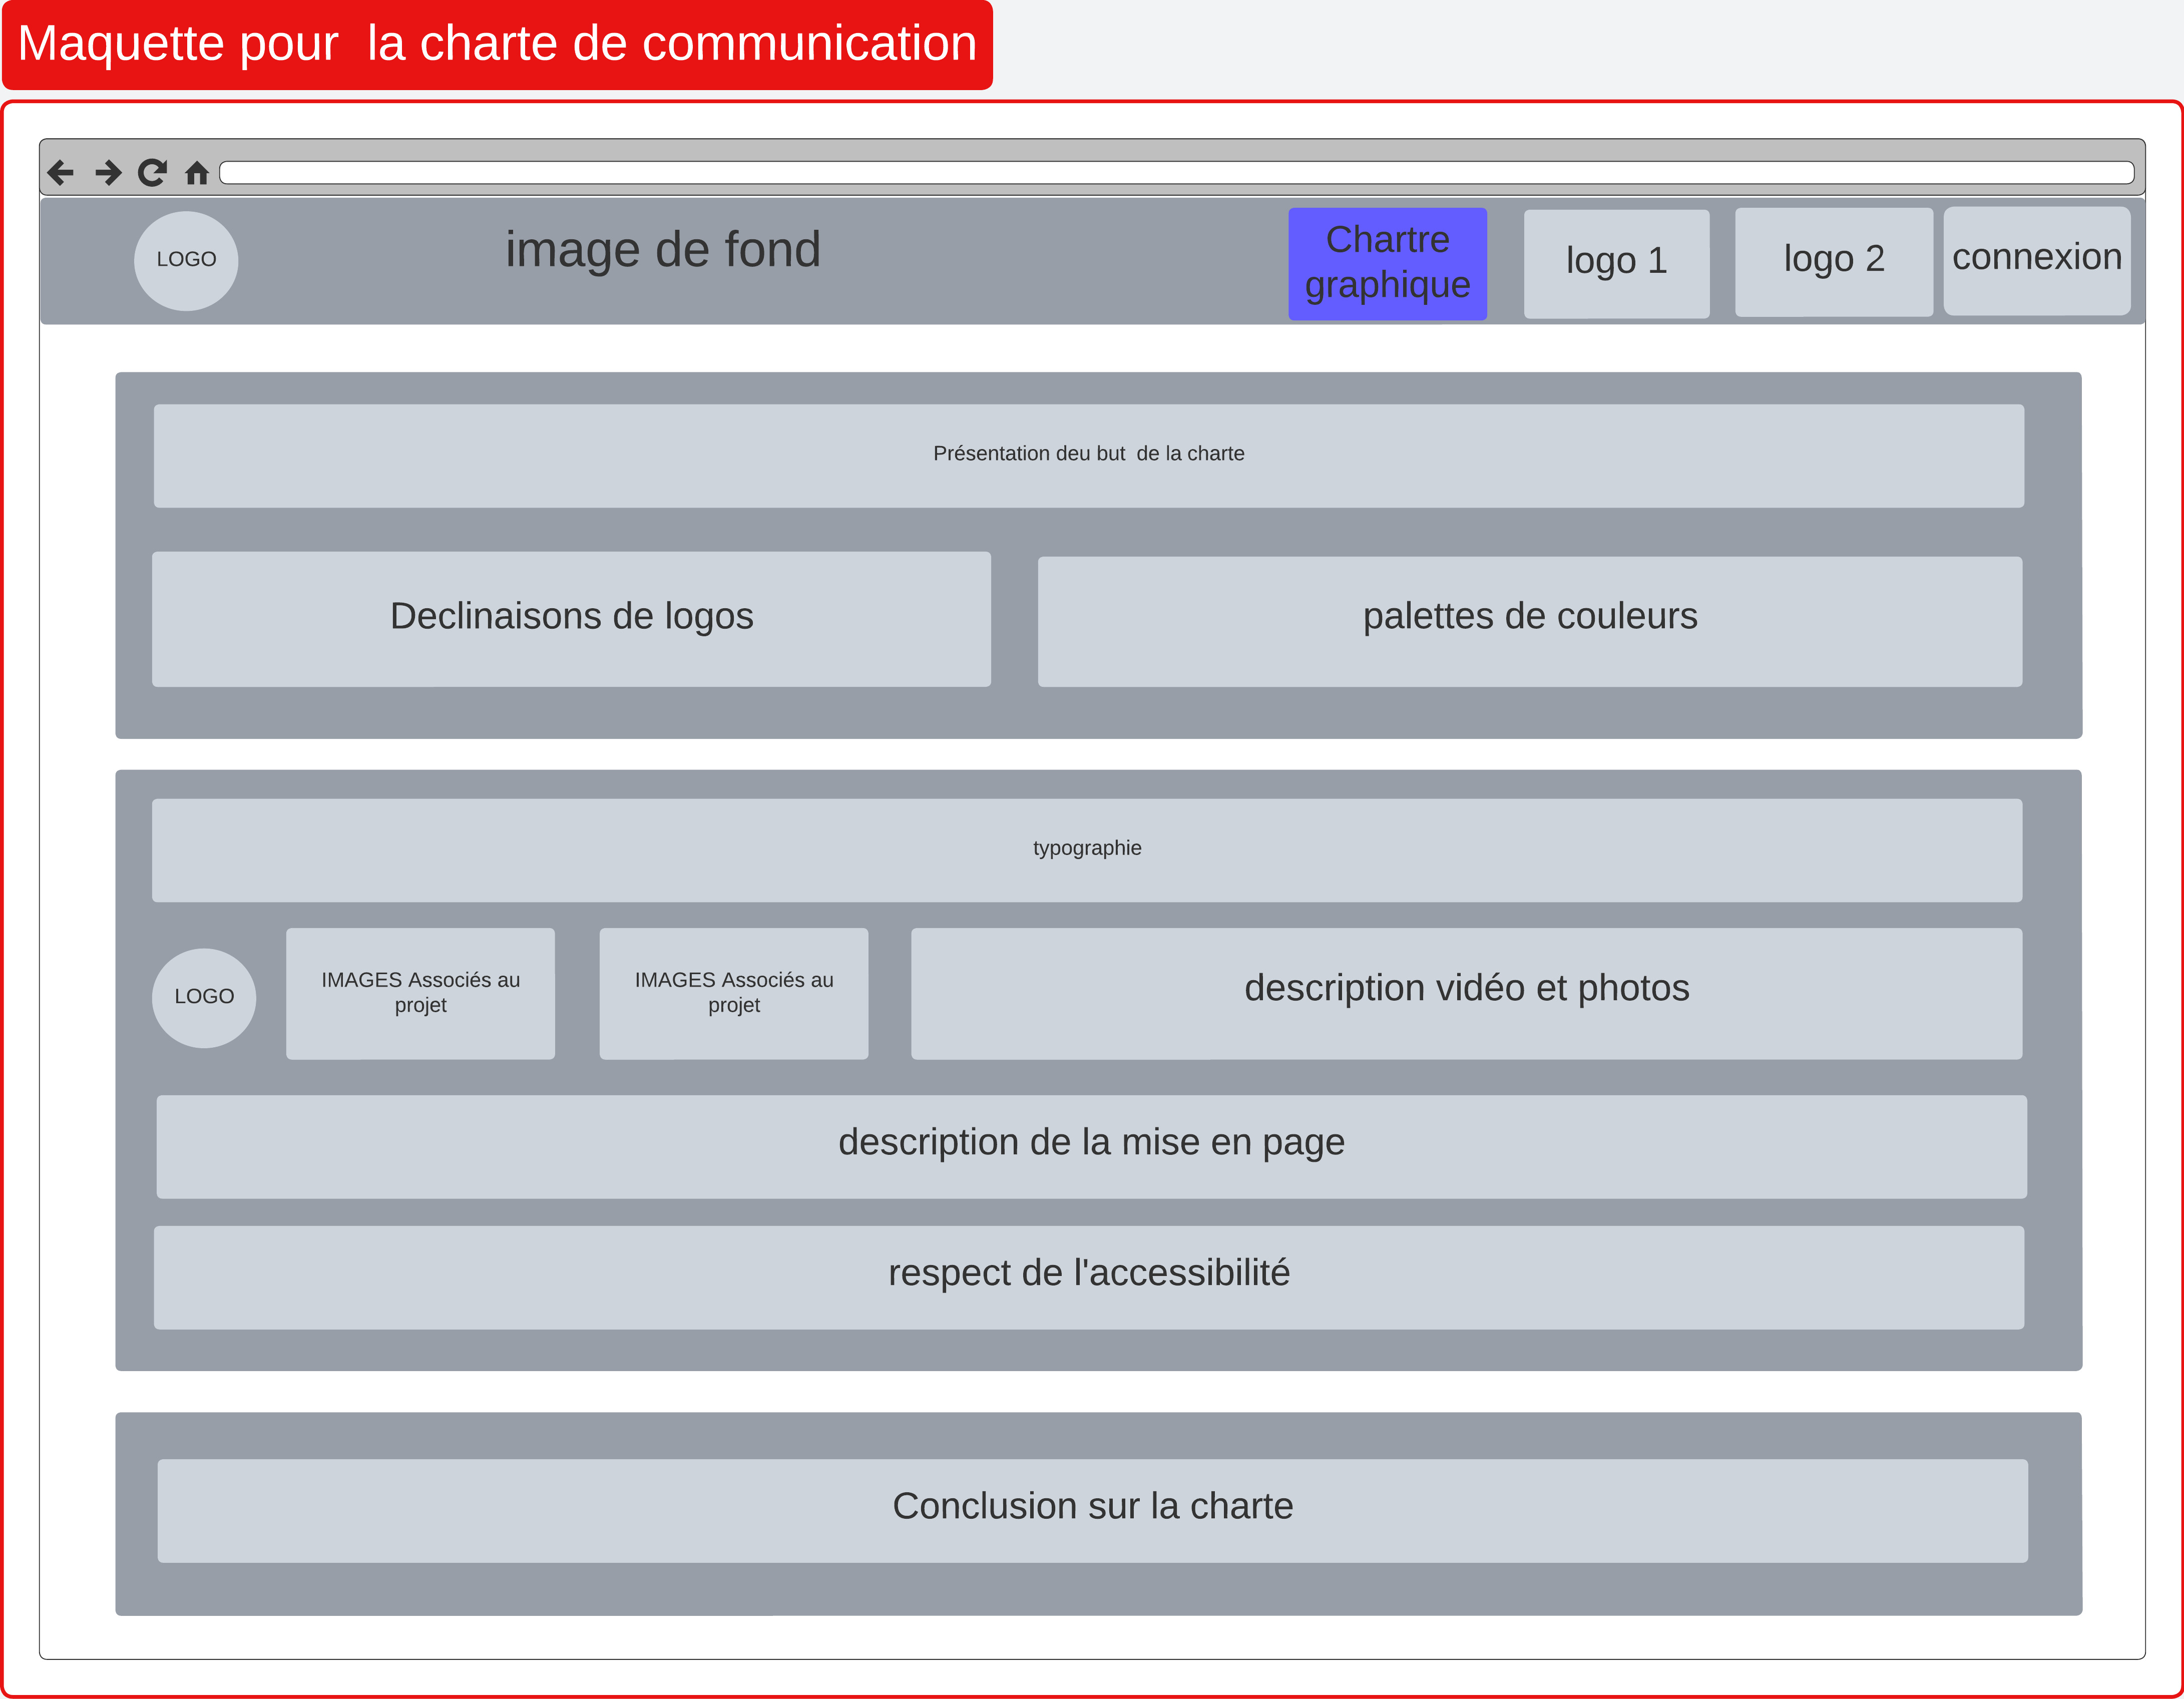 Maquette pour  la charte de communication
LOGO
image de fond
Chartre
graphique
logo 1
logo 2
connexion
Présentation deu but  de la charte
Declinaisons de logos
palettes de couleurs
typographie
LOGO
IMAGES Associés au
projet
IMAGES Associés au
projet
description vidéo et photos
description de la mise en page
respect de l'accessibilité
Conclusion sur la charte